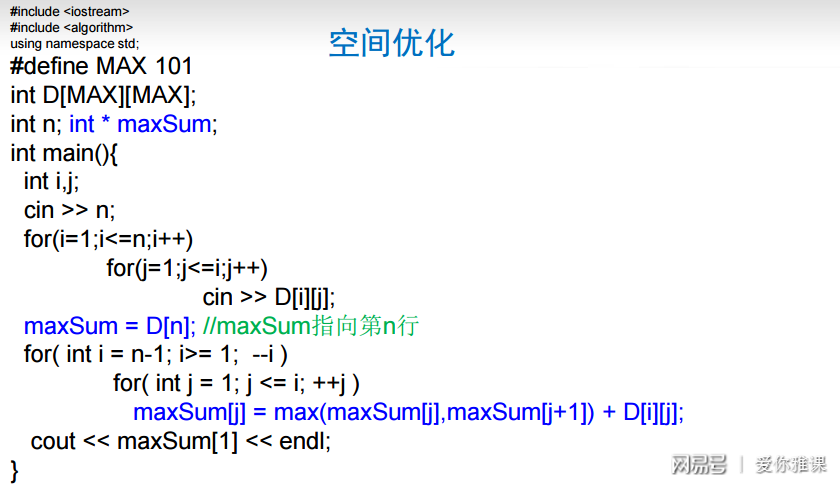 #include <iostream>
#include <algorithm>
using namespace std;
空间优化
#define MAX 101
int D[MAX][MAX];
int n; int * maxSum;
int main(){
int i,j;
cin >> n;
for(i=1;i<=n;i++)
for(j=1;j<=i;j++)
cin >> D[i][j];
maxSum = D[n]; //maxSum指向第n行
for( int i = n-1; i>= 1; --i )
for( int j = 1; j <= i; ++j )
maxSum[j] = max(maxSum[j],maxSum[j+1]) + D[i][j];
cout << maxSum[1] << endl;
}
网易号 | 爱你雅课